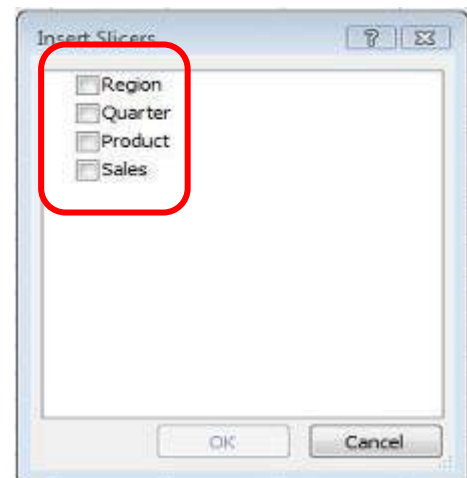 Insert Slicers
Region
Quarter
Product
Sales
OK
Cancel